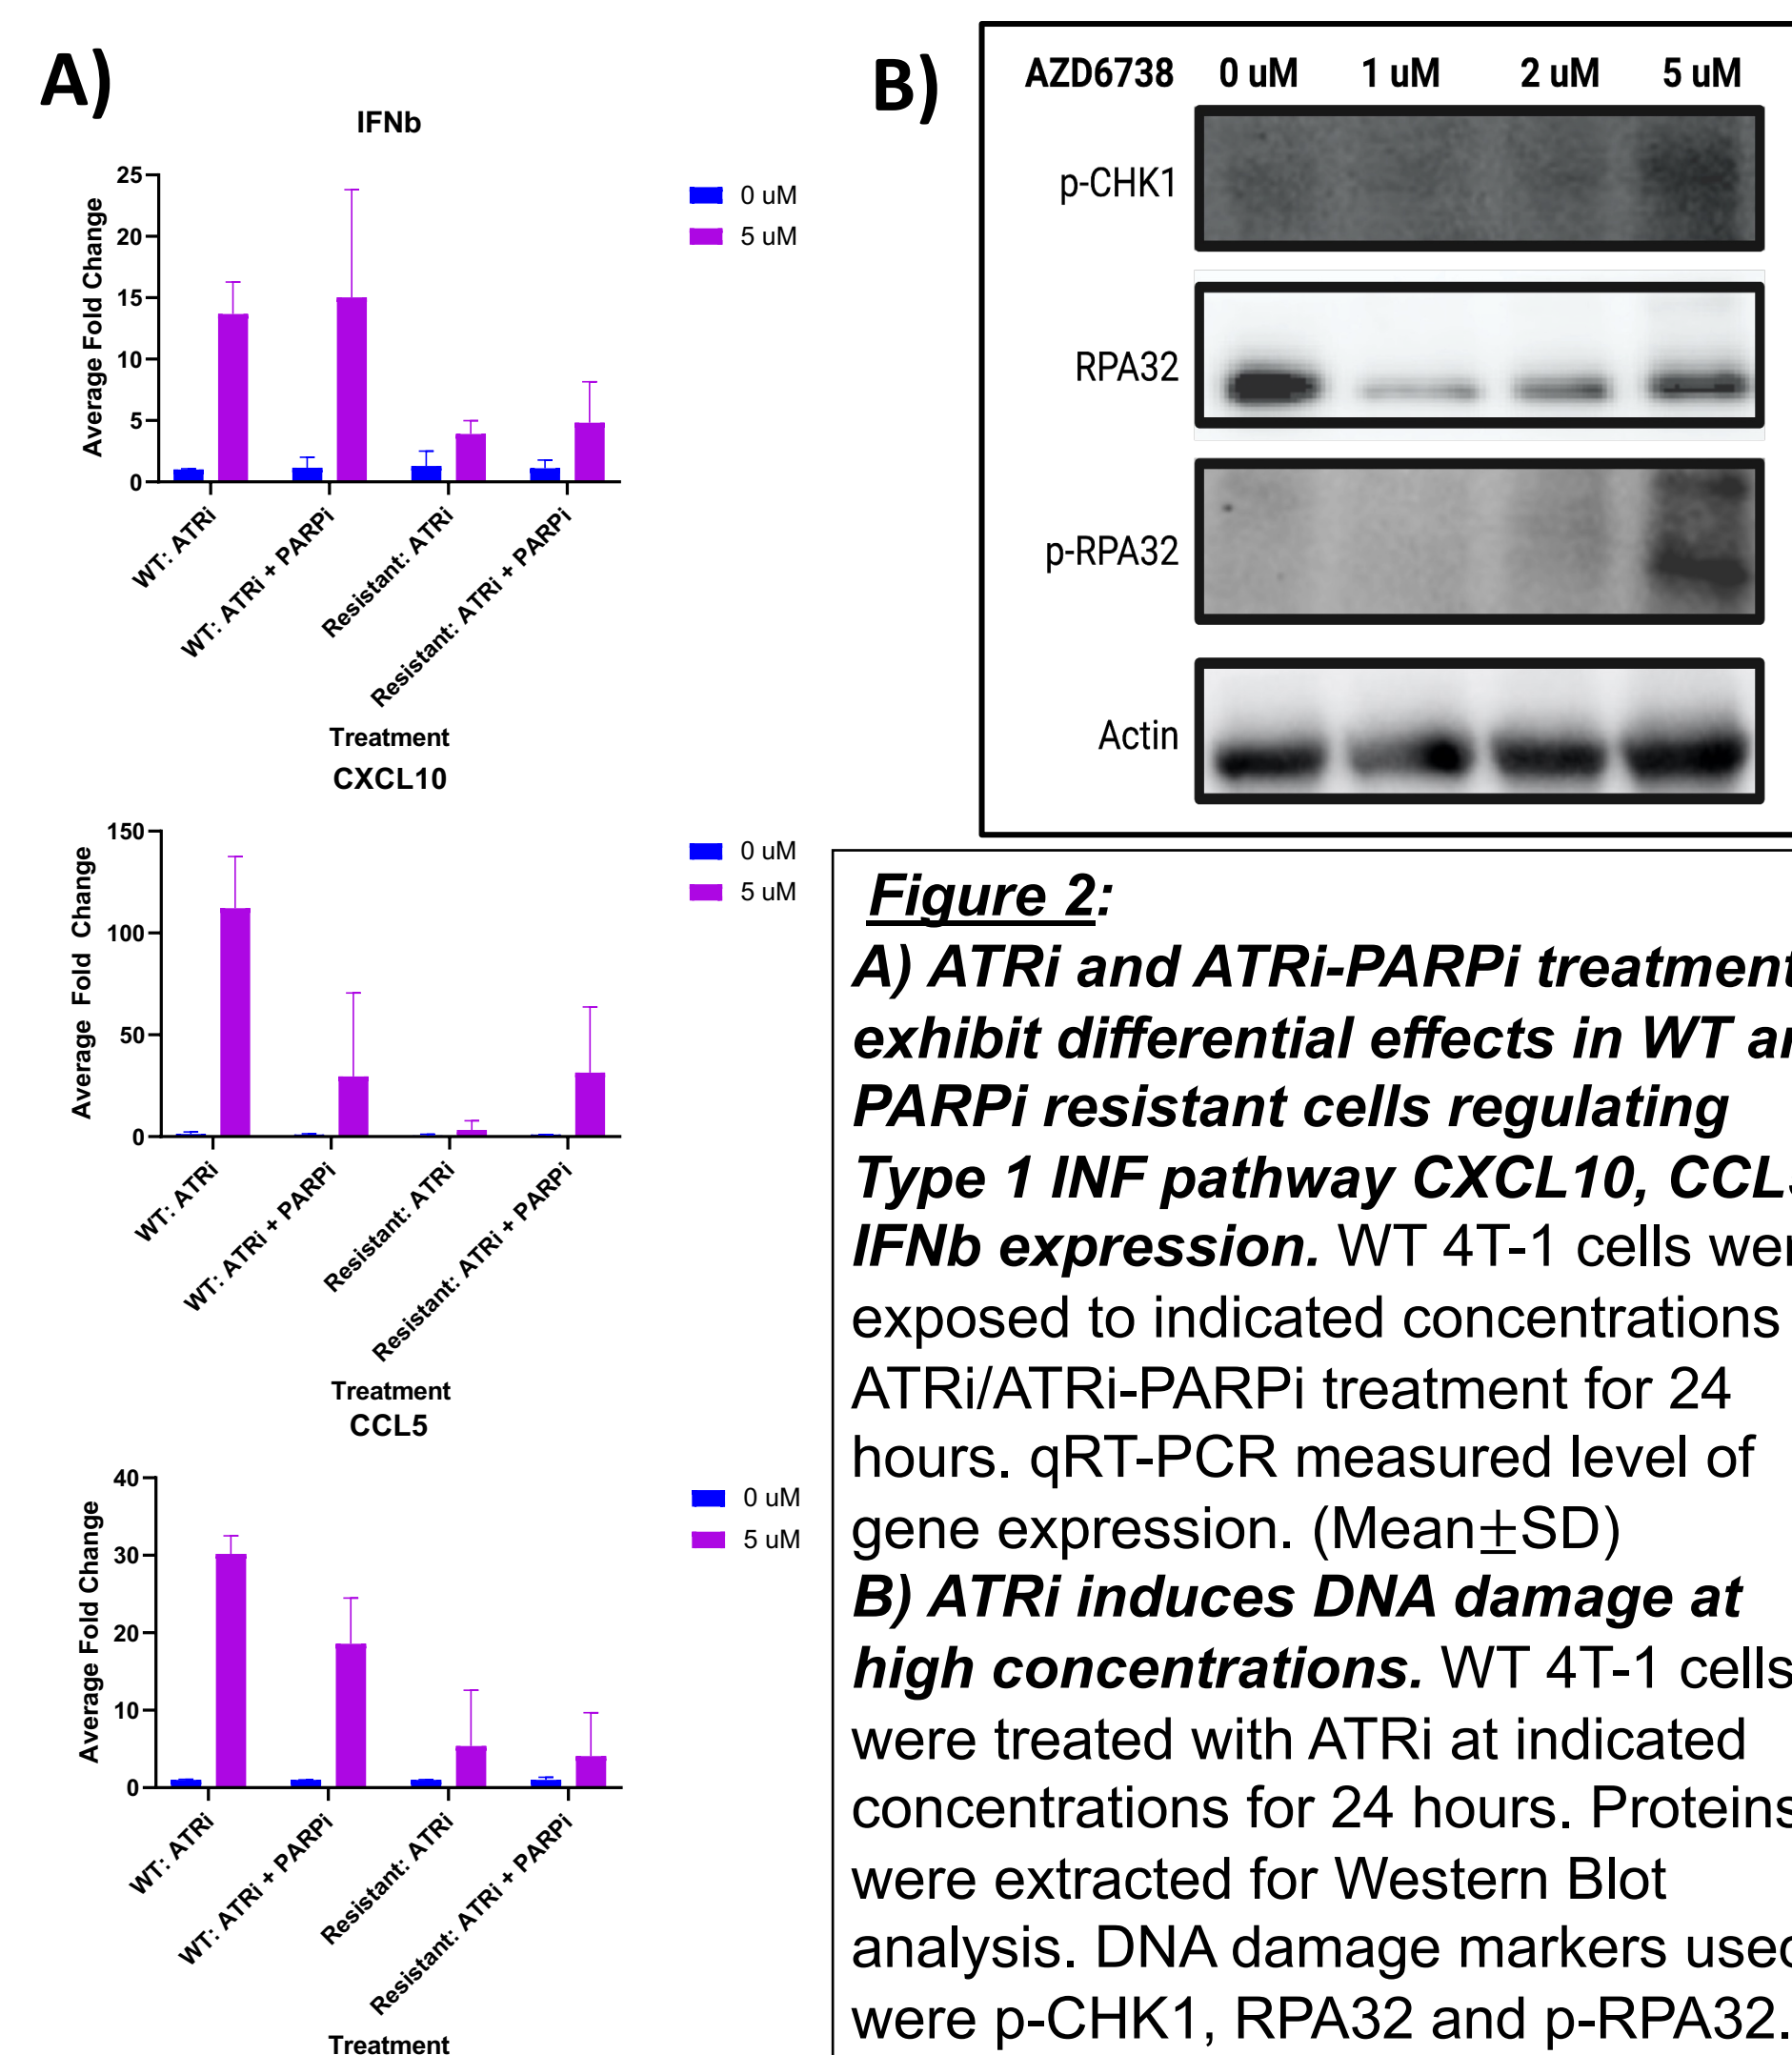 A)
IFNb
25
20
15
10
5
0
Average Fold Change
0 uM
5 uM
WT: ATRi
WT: ATRi + PARPi
Resistant: ATRi
Resistant: ATRi + PARPi
Treatment
CXCL10
150
100
50
0
Average Fold Change
0 uM
5 uM
WT: ATRi
WT: ATRi + PARPi
Resistant: ATRi
Resistant: ATRi + PARPi
Treatment
CCL5
40
30
20
10
0
Average Fold Change
0 uM
5 uM
WT: ATRi
WT: ATRi + PARPi
Resistant: ATRi
Resistant: ATRi + PARPi
Treatment
B)
AZD6738 0 uM 1 uM 2 uM 5 uM
p-CHK1
RPA32
p-RPA32
Actin
Figure 2:
A) ATRi and ATRi-PARPi treatment
exhibit differential effects in WT
PARPi resistant cells regulating
Type 1 INF pathway CXCL10,
IFNb expression. WT 4T-1 cells
exposed to indicated concentrations
ATRi/ATRi-PARPi treatment for 24
hours. qRT-PCR measured level of
gene expression. (Mean±SD)
B) ATRi induces DNA damage at
high concentrations. WT 4T-1 cells
were treated with ATRi at indicated
concentrations for 24 hours. Proteins
were extracted for Western Blot
analysis. DNA damage markers
were p-CHK1, RPA32 and p-RPA32.